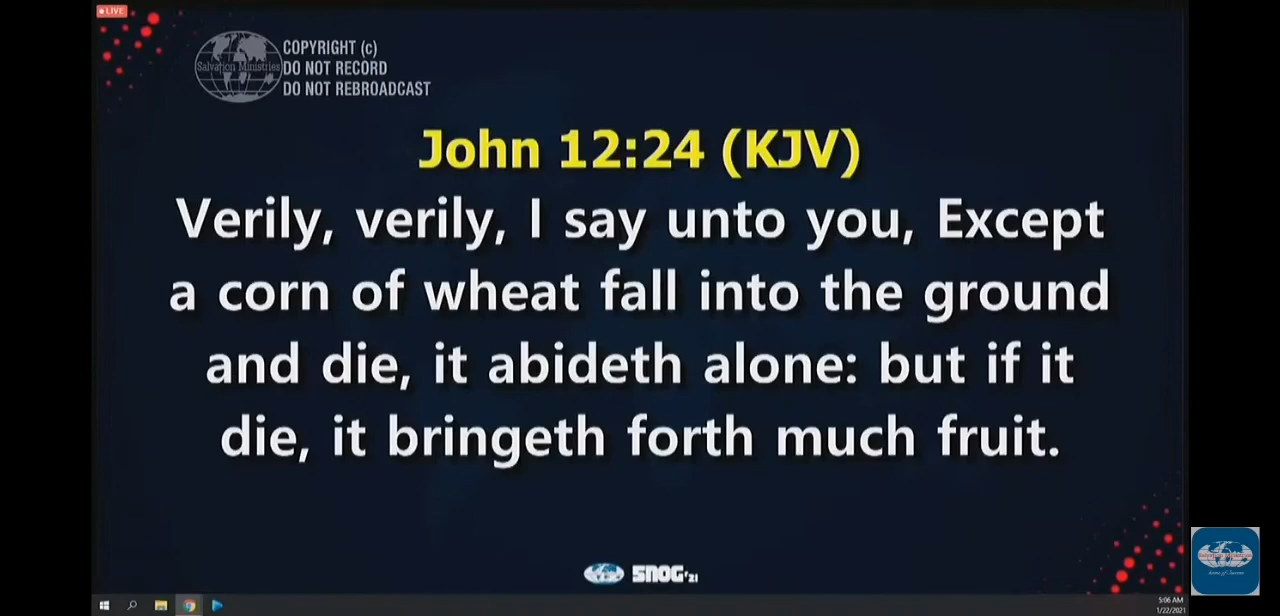 LIVE
COPYRIGHT (c)
Salvation Ministries
DO NOT RECORD
DO NOT REBROADCAST
John 12:24 (KJV)
Verily, verily, I say unto you, Except
a corn of wheat fall into the ground
and die, it abideth alone: but if it
die, it bringeth forth much fruit.
SNOG'21
5:06 AM
1/22/2021